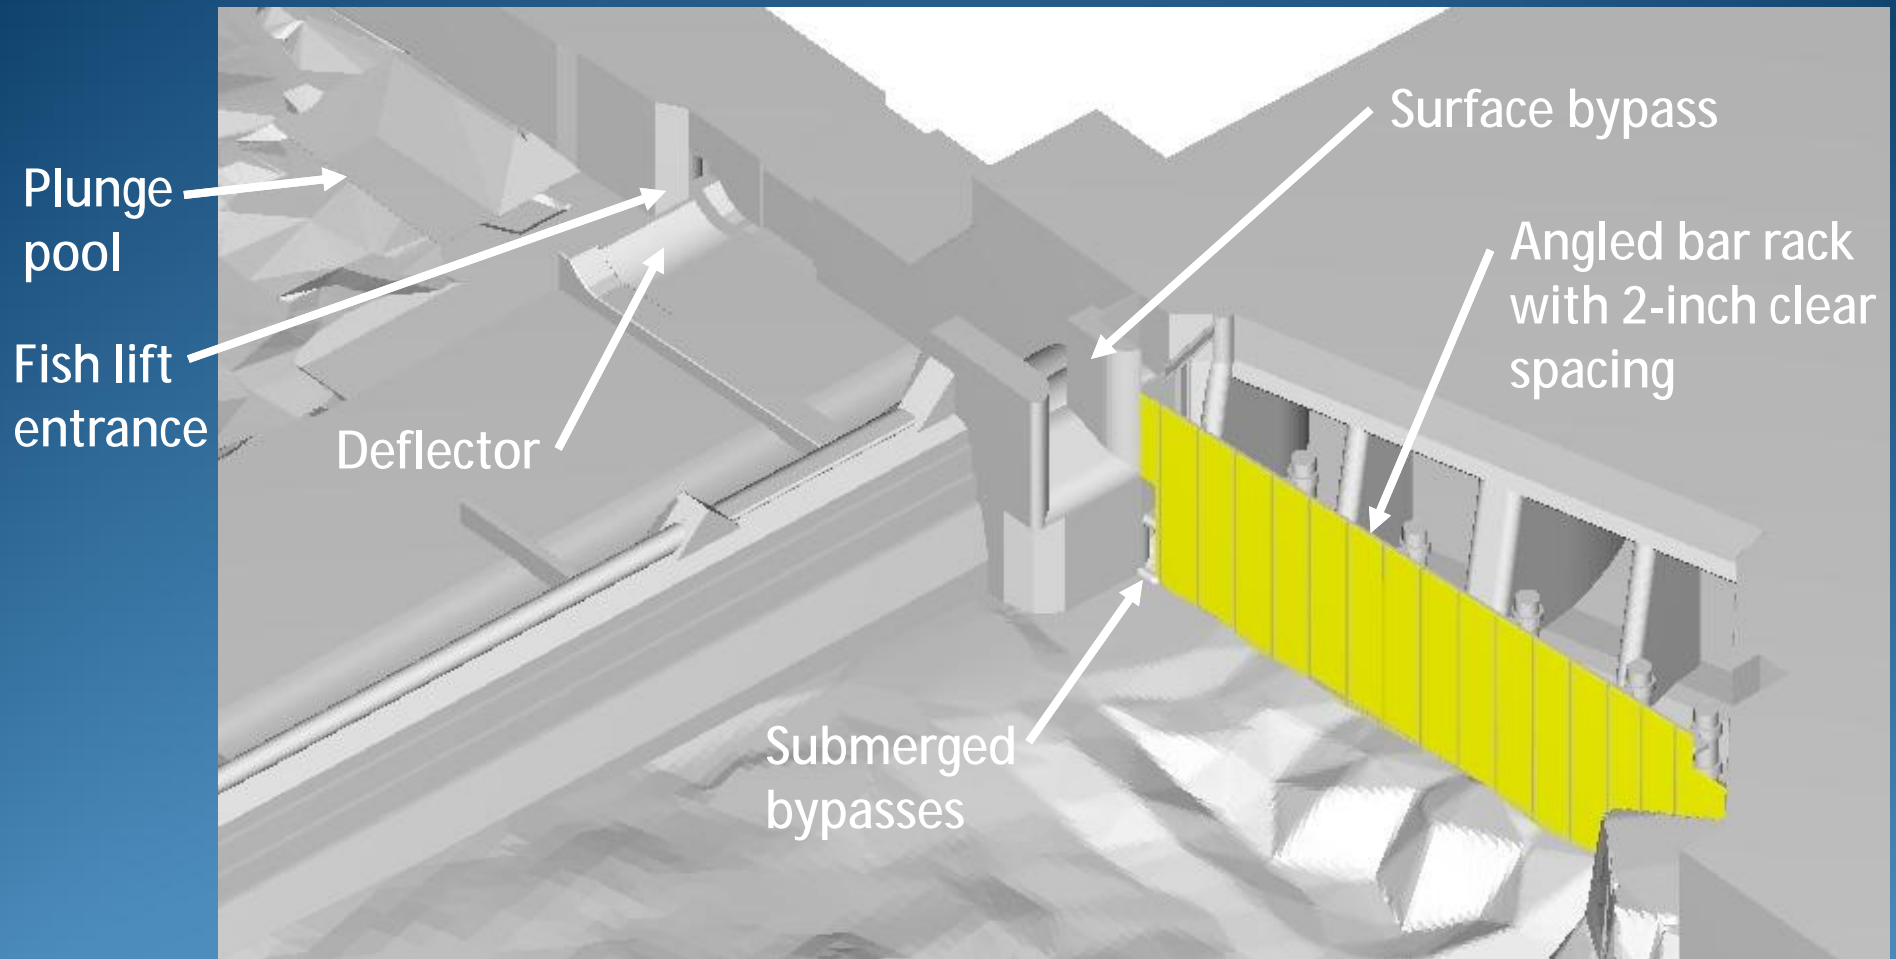 Surface bypass
Plunge
pool
Angled bar rack
with 2-inch clear
spacing
Fish lift
entrance
Deflector
Submerged
bypasses